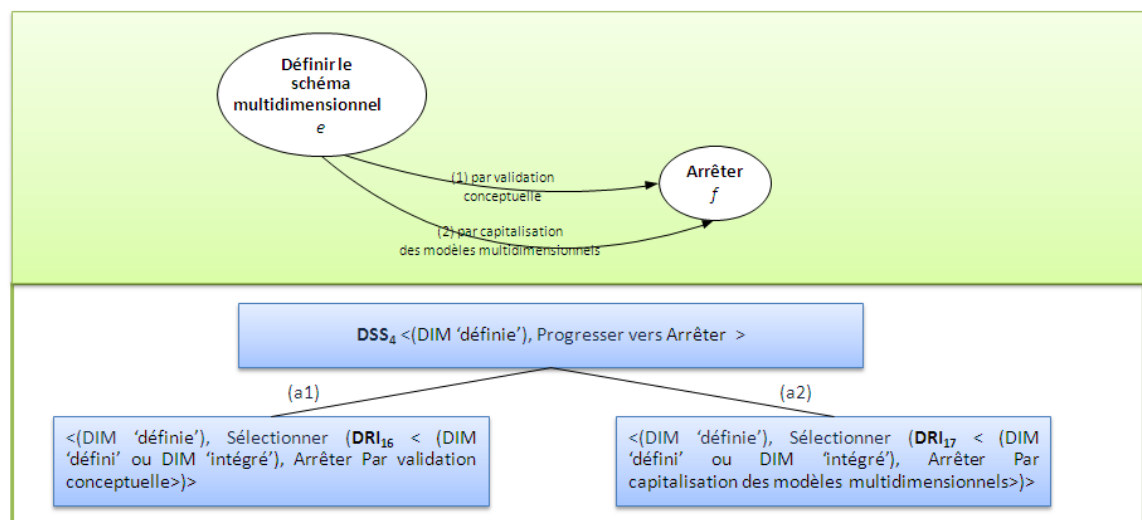 Définir le
schéma
multidimensionnel
e
(1) par validation
conceptuelle
Arrêter
f
(2) par capitalisation
des modèles multidimensionnels
DSS4 <(DIM ‘définie’), Progresser vers Arrêter >
(a1)
(a2)
<(DIM ‘définie’), Sélectionner (DRI16 < (DIM
‘défini’ ou DIM ‘intégré’), Arrêter Par validation
conceptuelle>)>
<(DIM ‘définie’), Sélectionner (DRI17 < (DIM
‘défini’ ou DIM ‘intégré’), Arrêter Par
capitalisation des modèles multidimensionnels>)>